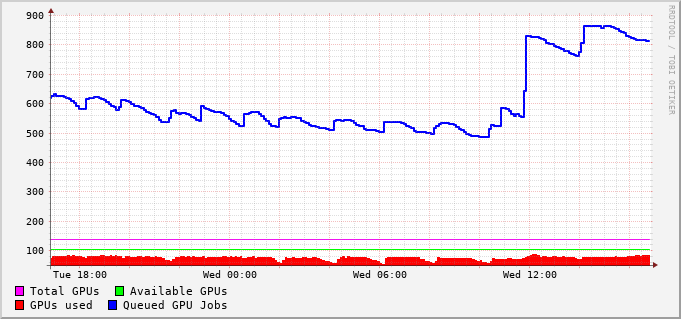 900
800
700
600
500
400
300
200
100
Tue 18:00 Wed 00:00 Wed 06:00 Wed 12:00
Total GPUs Available GPUs
GPUs used Queued GPU Jobs
RRDTOOL / TOBI OETIKER